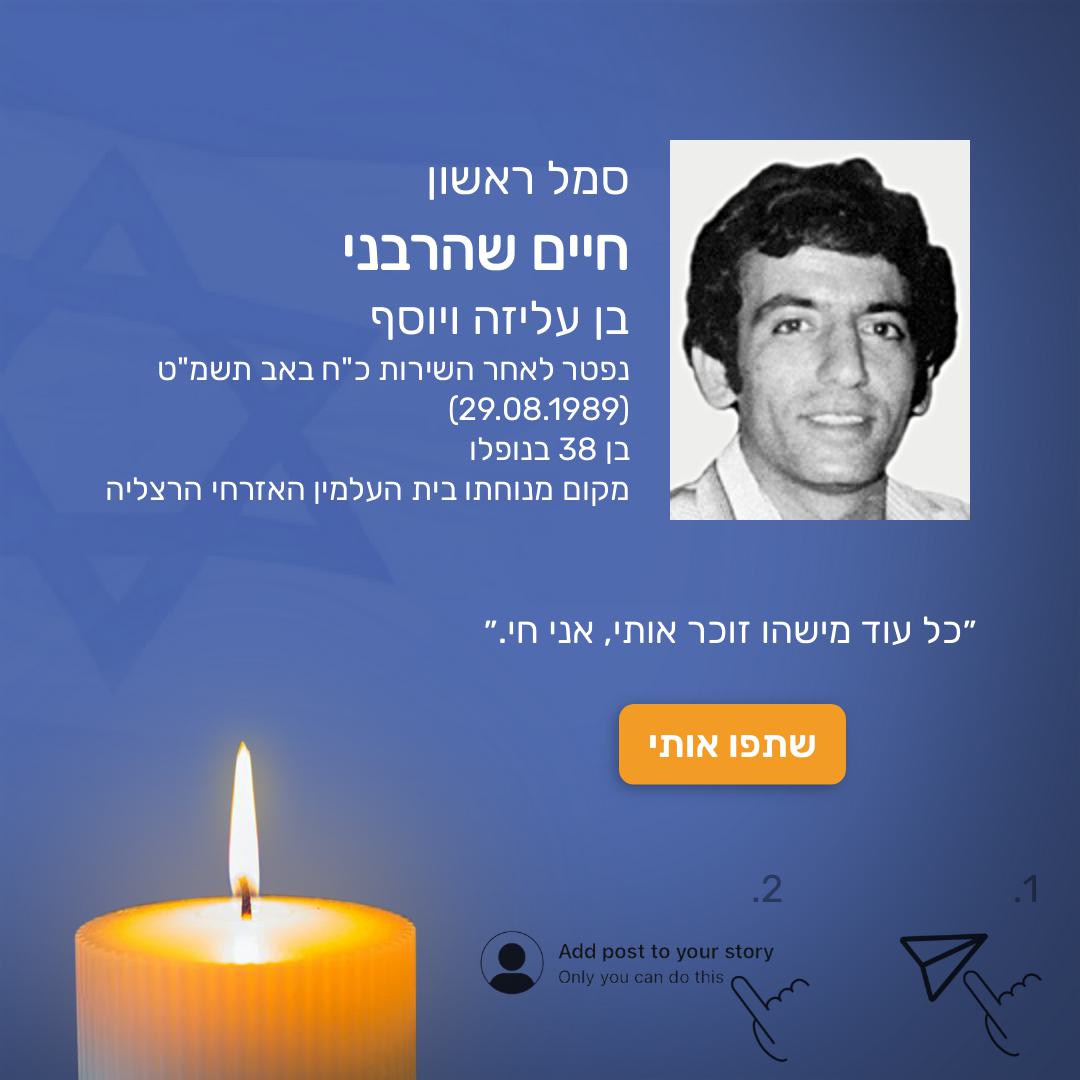 סמל ראשון
חיים שהרבני
בן עליזה ויוסף
נפטר לאחר השירות כ"ח באב תשמ"ט
(29.08.1989)
בן 38 בנופלו
מקום מנוחתו בית העלמין האזרחי הרצליה
״כל עוד מישהו זוכר אותי, אני חי.״
שתפו אותי
1.
2.
Add post to your story
Only you can do this